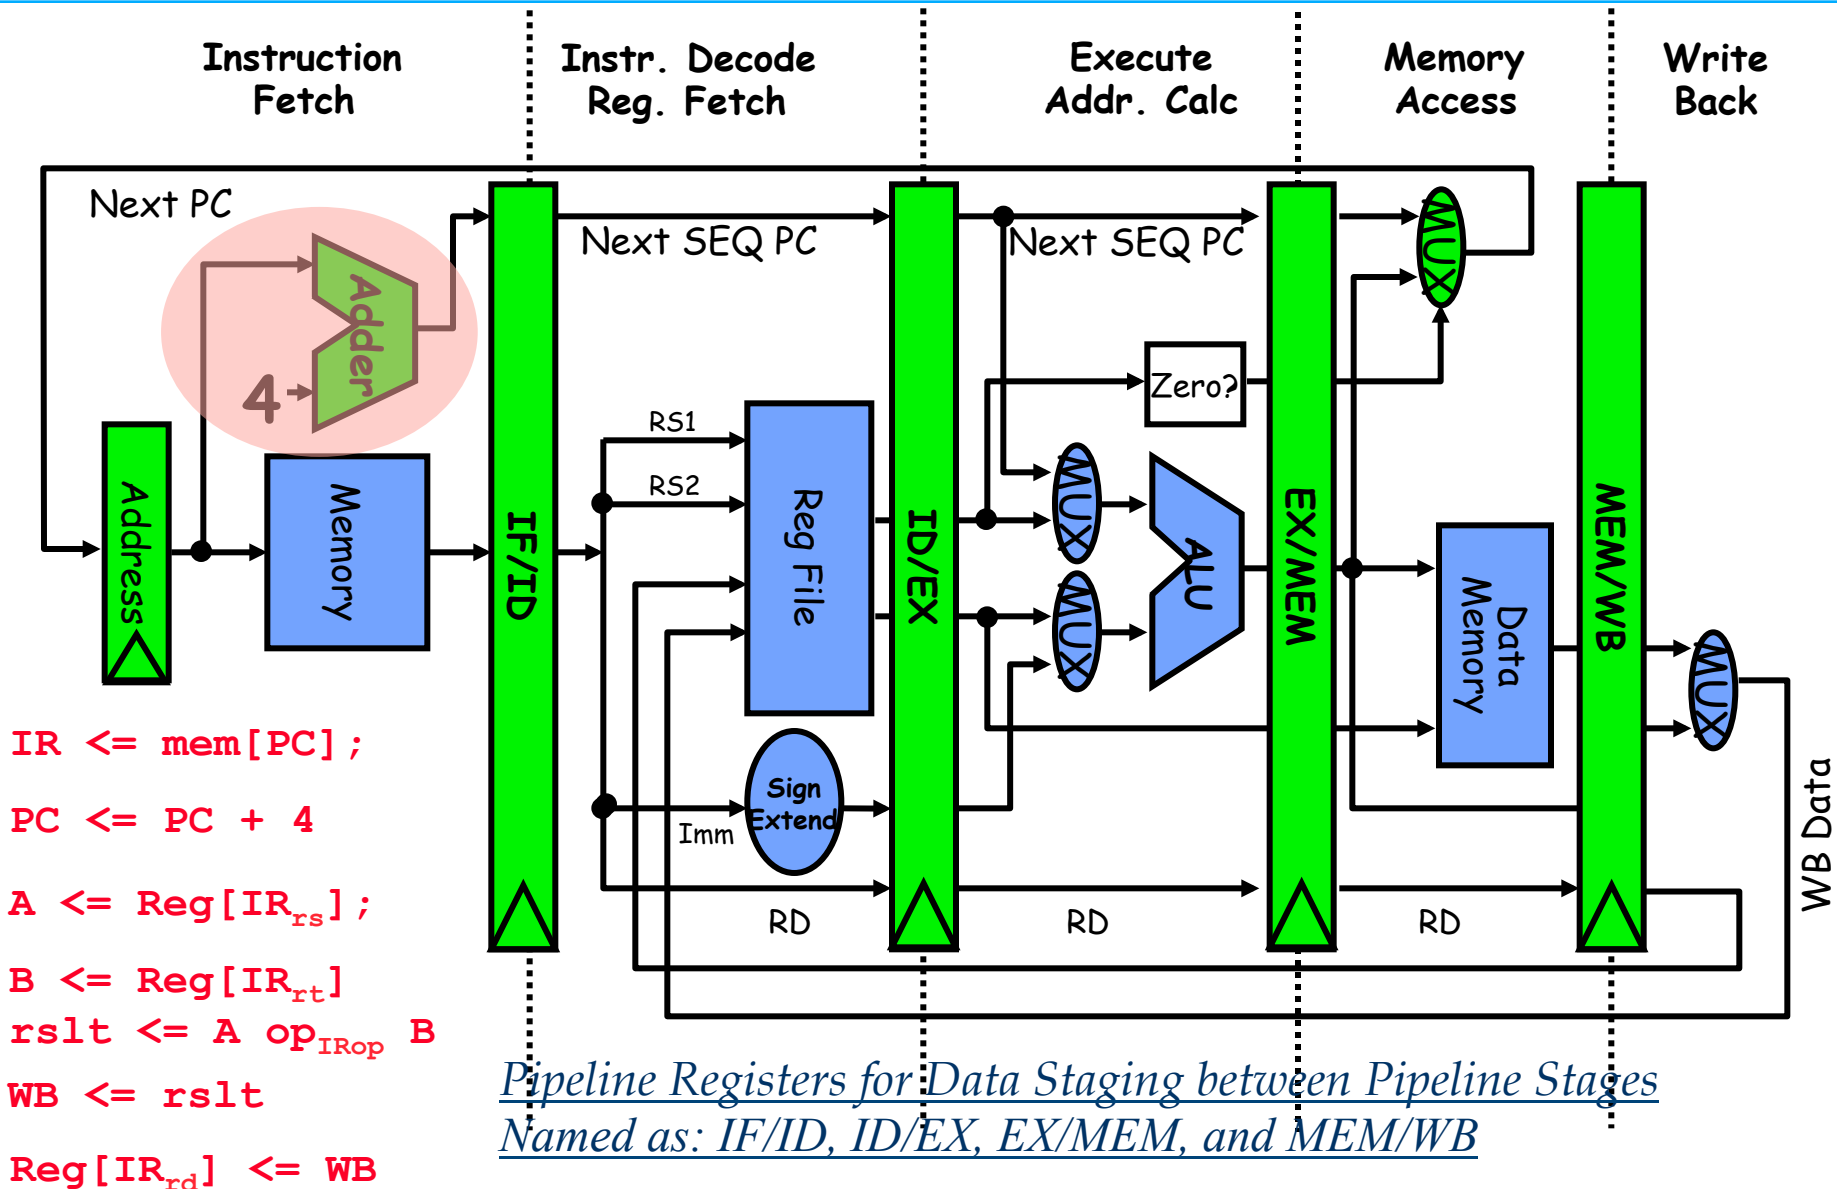 Instruction
Fetch
Instr. Decode
Reg. Fetch
Execute
Addr. Calc
Memory
Access
Write
Back
Next PC
Next SEQ PC
Next SEQ PC
MUX
Adder
4
Zero?
RS1
RS2
Address
Memory
IF/ID
Reg File
ID/EX
MUX
MUX
ALU
EX/MEM
Data
Memory
MEM/WB
MUX
Sign
Extend
Imm
RD
RD
RD
WB Data
IR <= mem[PC];
PC <= PC + 4
A <= Reg[IRrs];
B <= Reg[IRrt]
rslt <= A opIRop B
WB <= rslt
Reg[IRrd] <= WB
Pipeline Registers for Data Staging between Pipeline Stages
Named as: IF/ID, ID/EX, EX/MEM, and MEM/WB